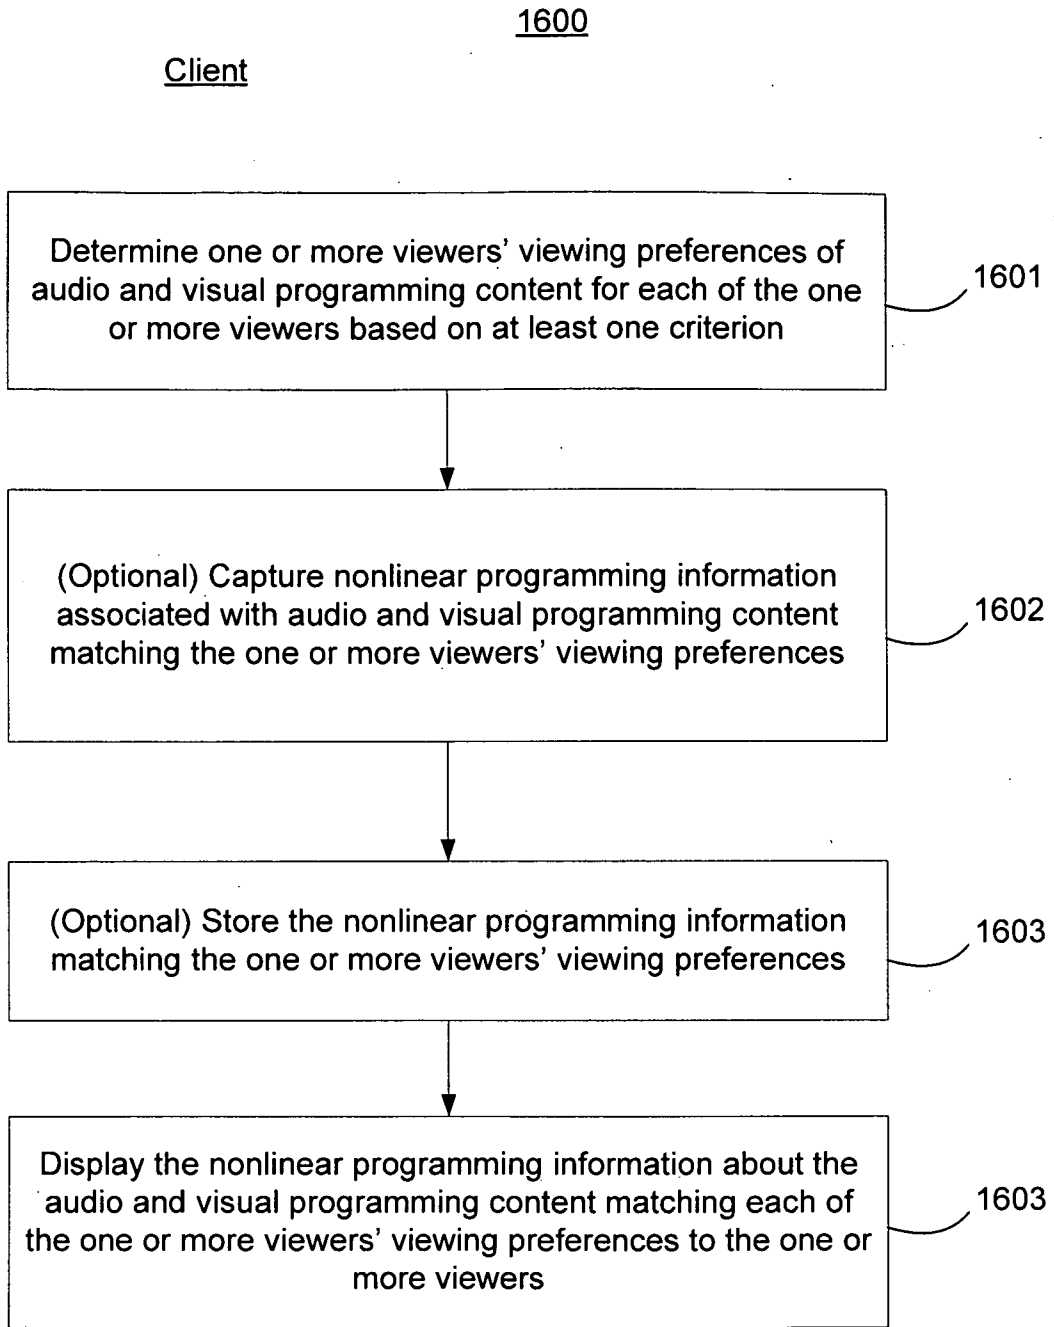 1600
Client
Determine one or more viewers’ viewing preferences of
audio and visual programming content for each of the one
or more viewers based on at least one criterion
1601
(Optional) Capture nonlinear programming information
associated with audio and visual programming content
matching the one or more viewers’ viewing preferences
1602
(Optional) Store the nonlinear programming information
matching the one or more viewers’ viewing preferences
1603
Display the nonlinear programming information about the
audio and visual programming content matching each of
the one or more viewers’ viewing preferences to the one or
more viewers
1603